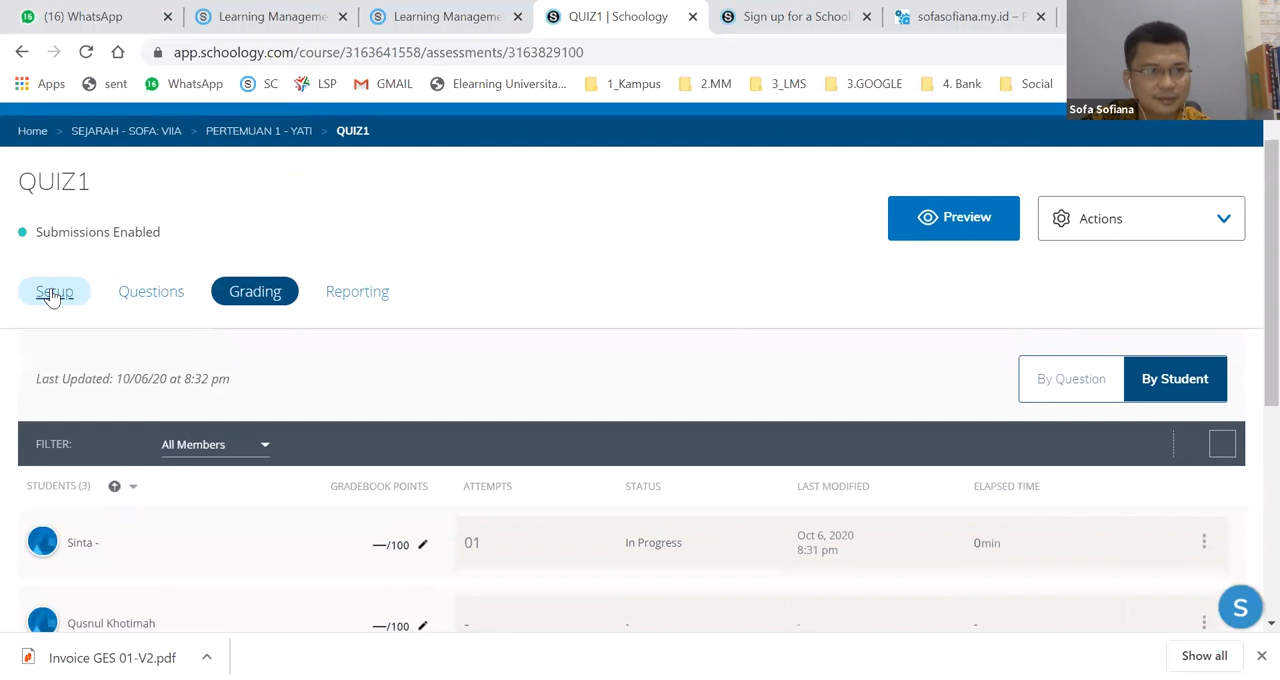 (16) WhatsApp
Learning Manageme
Learning Manageme
QUIZ1 | Schoology
Sign up for a School
sofasofiana.my.id – F
app.schoology.com/course/3163641558/assessments/3163829100
Apps
sent
16 WhatsApp
SC
LSP
GMAIL
Elearning Universita...
1_Kampus
2.MM
3_LMS
3.GOOGLE
4. Bank
Social
Sofa Sofiana
Home > SEJARAH - SOFA: VIIA > PERTEMUAN 1 - YATI > QUIZ1
QUIZ1
Submissions Enabled
Preview
Actions
Setup
Questions
Grading
Reporting
Last Updated: 10/06/20 at 8:32 pm
By Question
By Student
FILTER:
All Members
STUDENTS (3)
GRADEBOOK POINTS
ATTEMPTS
STATUS
LAST MODIFIED
ELAPSED TIME
Sinta -
—/100
01
In Progress
Oct 6, 2020
8:31 pm
0min
Qusnul Khotimah
—/100
-
-
-
-
S
Invoice GES 01-V2.pdf
Show all